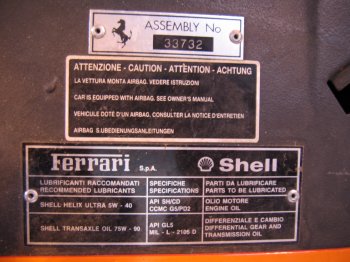 ASSEMBLY No
33732
ATTENZIONE - CAUTION - ATTENTION - ACHTUNG
LA VETTURA MONTA AIRBAG. VEDERE ISTRUZIONI
CAR IS EQUIPPED WITH AIRBAG. SEE OWNER'S MANUAL
VEHICULE DOTÉ D'UN AIRBAG, CONSULTER LA NOTICE D'ENTRETIEN
AIRBAG S.UBEDIENUNGSANLEITUNGEN
Ferrari S.p.A. Shell
LUBRIFICANTI RACCOMANDATI SPECIFICHE PARTI DA LUBRIFICARE
RECOMMENDED LUBRICANTS SPECIFICATIONS PARTS TO BE LUBRICATED
SHELL HELIX ULTRA 5W - 40 API SH/CD OLIO MOTORE
CCMC G5/PD2 ENGINE OIL
SHELL TRANSAXLE OIL 75W - 90 API GL5 DIFFERENZIALE E CAMBIO
MIL - L - 2105 D DIFFERENTIAL GEAR AND
TRANSMISSION OIL